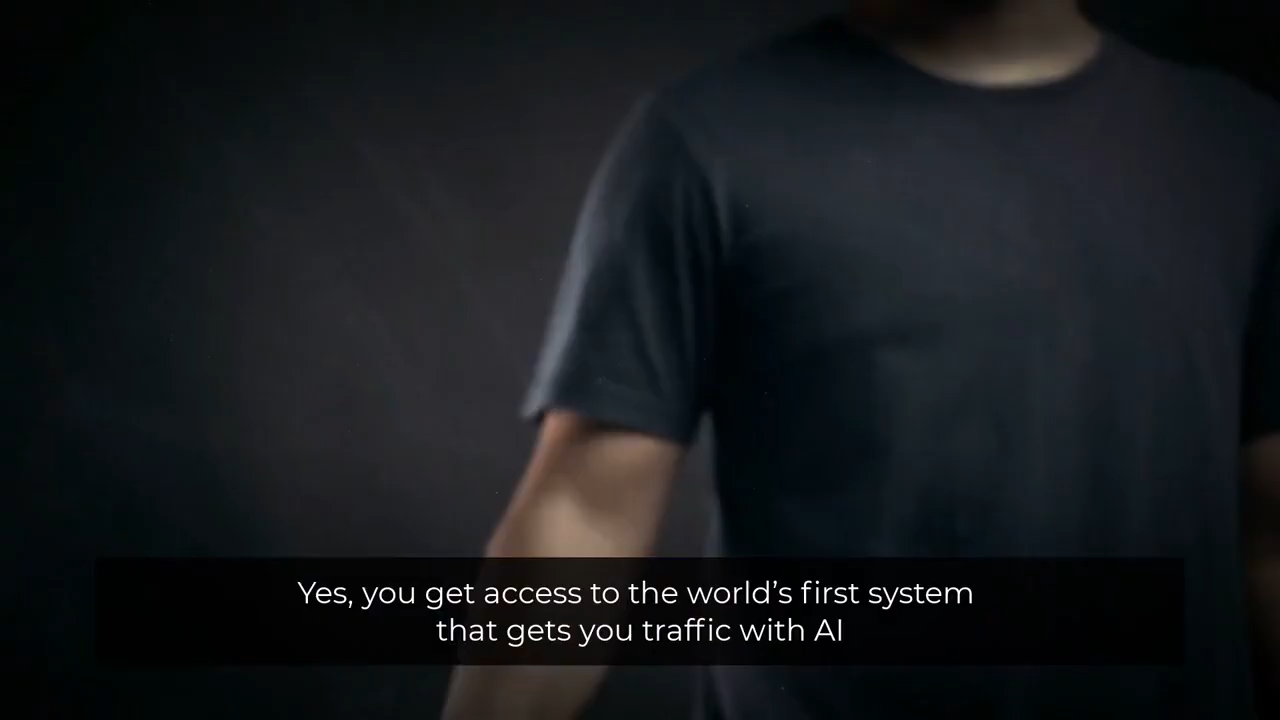 Yes, you get access to the world’s first system
that gets you traffic with AI